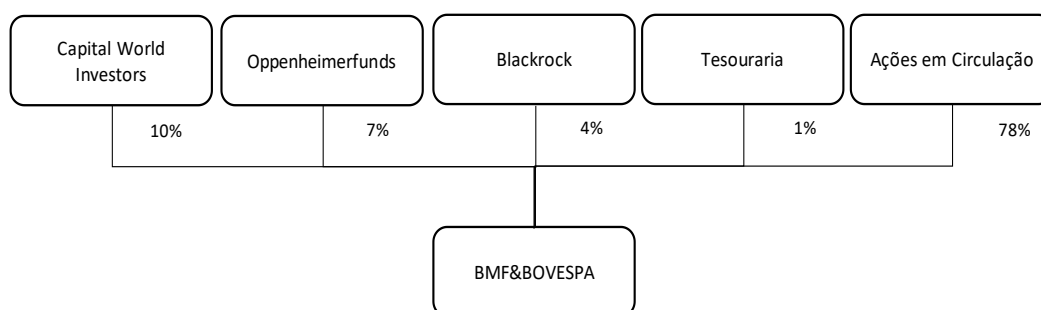 Capital World
Investors
Oppenheimerfunds
Blackrock
Tesouraria
Ações em Circulação
10%
7%
4%
1%
78%
BMF&BOVESPA